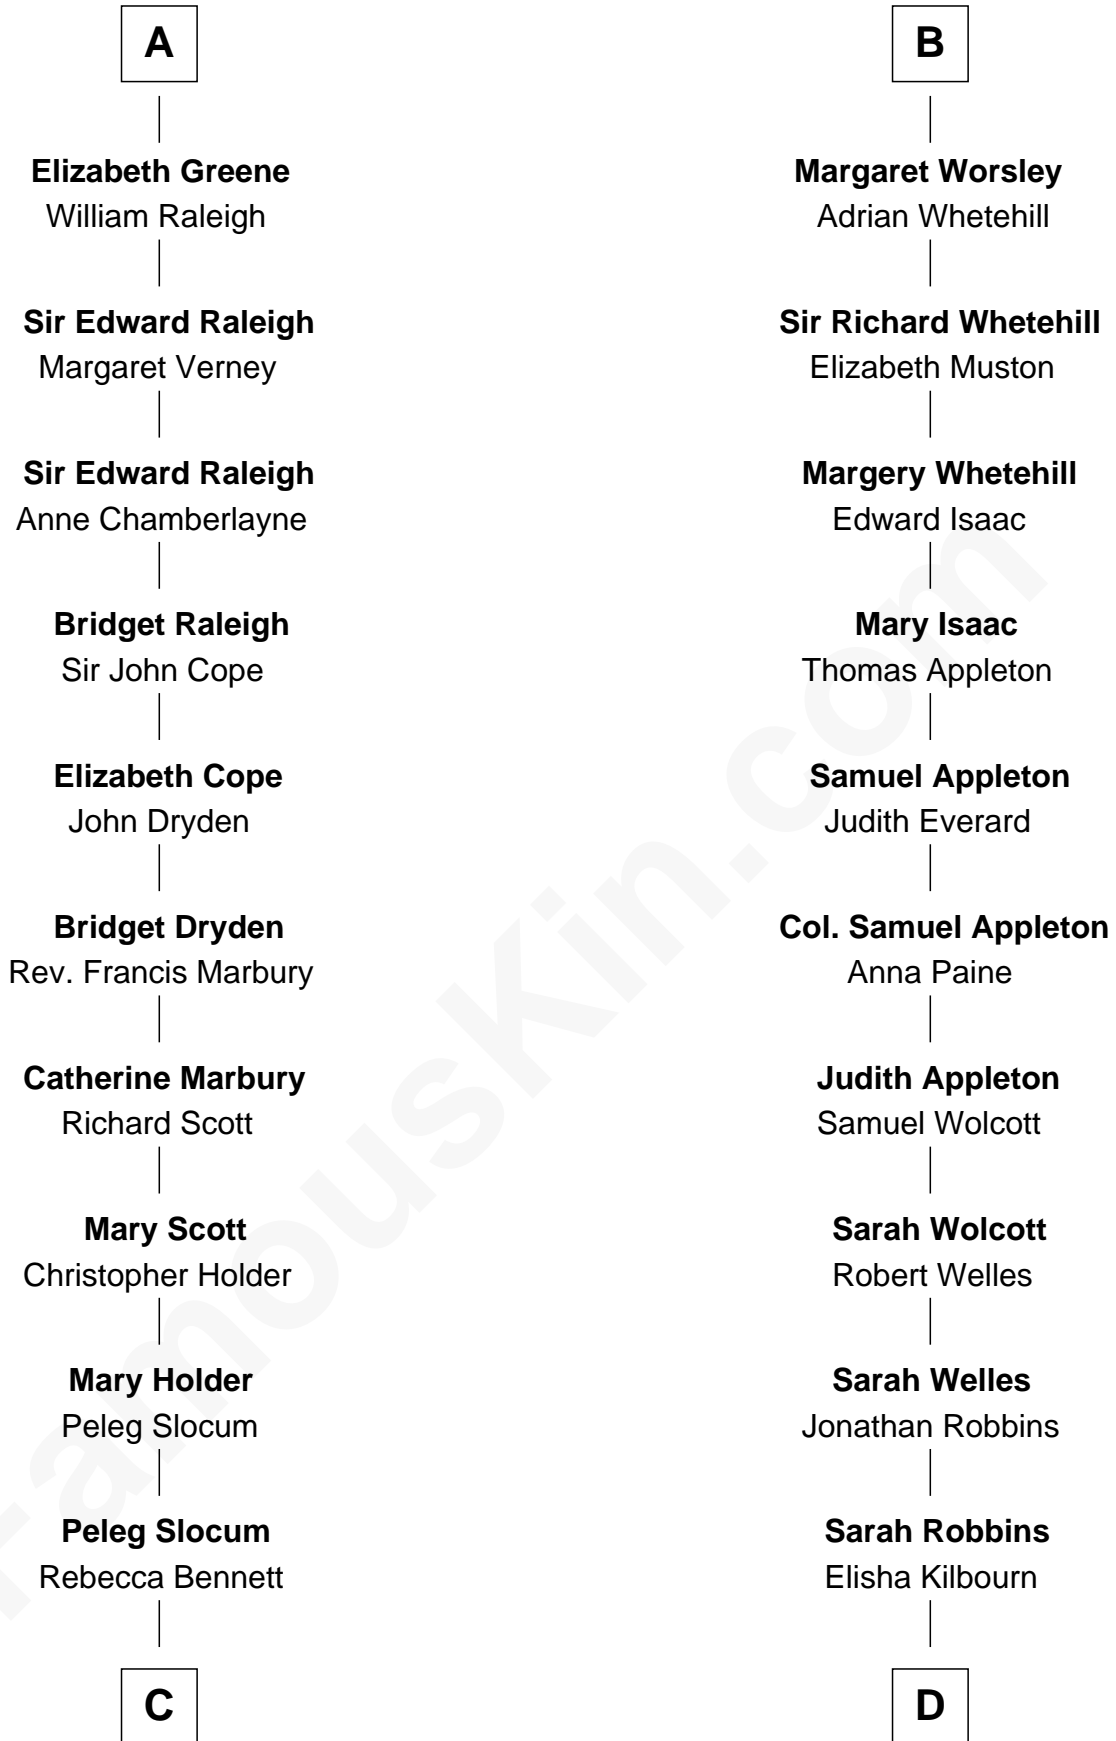 A
Elizabeth Greene
William Raleigh
Sir Edward Raleigh
Margaret Verney
Sir Edward Raleigh
Anne Chamberlayne
Bridget Raleigh
Sir John Cope
Elizabeth Cope
John Dryden
Bridget Dryden
Rev. Francis Marbury
Catherine Marbury
Richard Scott
Mary Scott
Christopher Holder
Mary Holder
Peleg Slocum
Peleg Slocum
Rebecca Bennett
C
B
Margaret Worsley
Adrian Whetehill
Sir Richard Whetehill
Elizabeth Muston
Margery Whetehill
Edward Isaac
Mary Isaac
Thomas Appleton
Samuel Appleton
Judith Everard
Col. Samuel Appleton
Anna Paine
Judith Appleton
Samuel Wolcott
Sarah Wolcott
Robert Welles
Sarah Welles
Jonathan Robbins
Sarah Robbins
Elisha Kilbourn
D
FamousKin.com